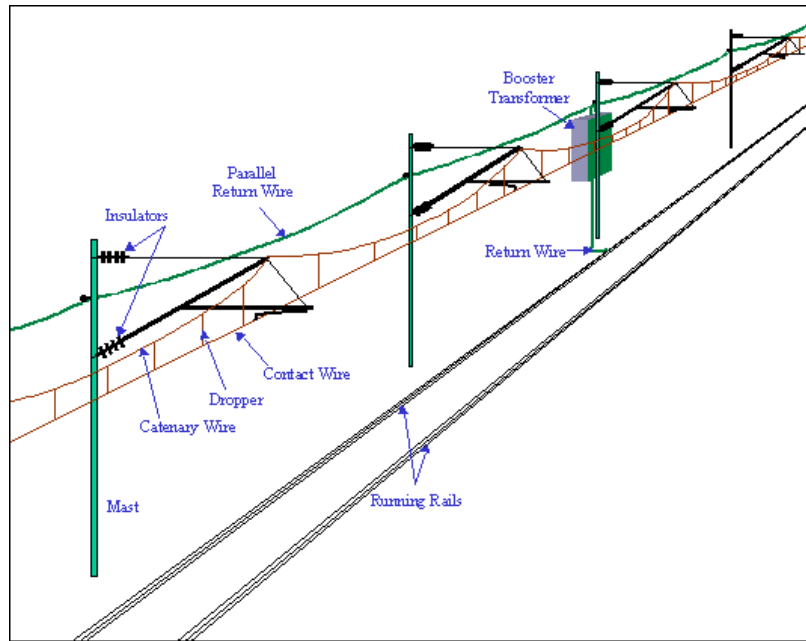 Booster
Transformer
Parallel
Return Wire
Insulators
Return Wire
Contact Wire
Dropper
Catenary Wire
Running Rails
Mast